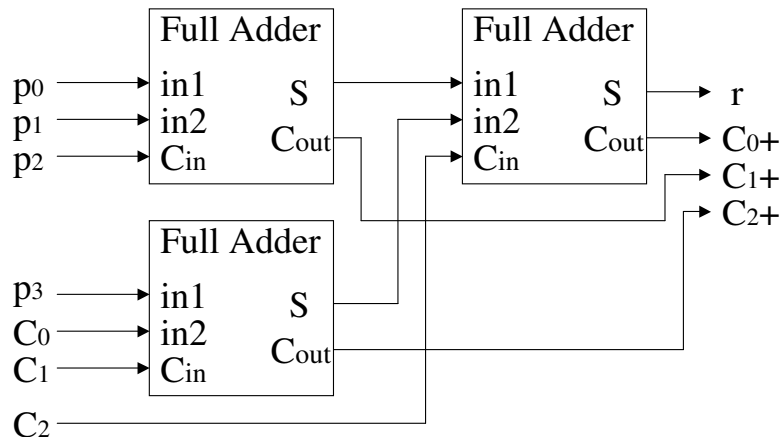 Full Adder
p0
in1
S
p1
in2
Cout
p2
Cin
Full Adder
in1
S
r
in2
Cout
C0+
Cin
C1+
C2+
Full Adder
p3
in1
S
C0
in2
Cout
C1
Cin
C2